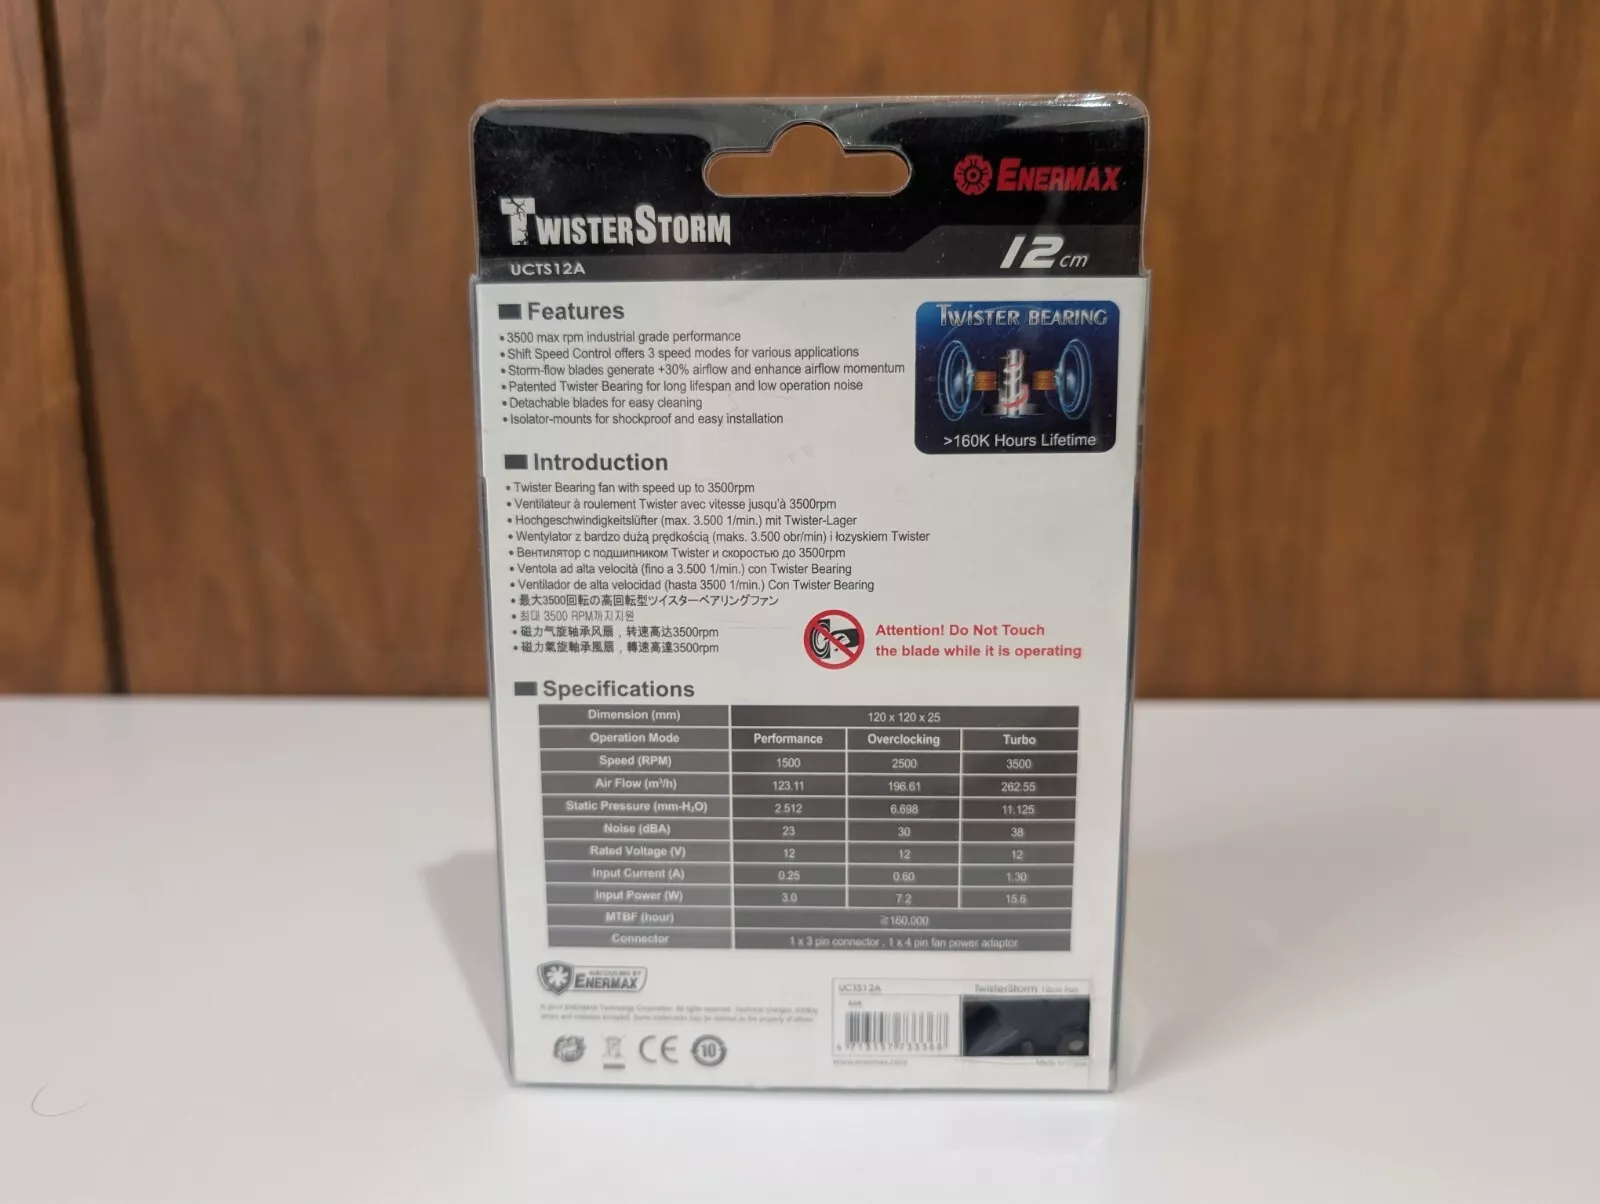 ENERMAX
TWISTERSTORM
UCTS12A
12cm
Features
• 3500 max rpm industrial grade performance
• Shift Speed Control offers 3 speed modes for various applications
• Storm-flow blades generate +30% airflow and enhance airflow momentum
• Patented Twister Bearing for long lifespan and low operation noise
• Detachable blades for easy cleaning
• Isolator-mounts for shockproof and easy installation
TWISTER BEARING
>160K Hours Lifetime
Introduction
• Twister Bearing fan with speed up to 3500rpm
• Ventilateur à roulement Twister avec vitesse jusqu'à 3500rpm
• Hochgeschwindigkeitslüfter (max. 3.500 1/min.) mit Twister-Lager
• Wentylator z bardzo dużą prędkością (maks. 3.500 obr/min) i łozyskiem Twister
• Вентилятор с подшипником Twister и скоростью до 3500rpm
• Ventola ad alta velocità (fino a 3.500 1/min.) con Twister Bearing
• Ventilador de alta velocidad (hasta 3500 1/min.) Con Twister Bearing
• 最大3500回転の高回転型ツイスターベアリングファン
• 최대 3500 RPM까지지원
• 磁力气旋轴承风扇，转速高达3500rpm
• 磁力氣旋軸承風扇，轉速高達3500rpm
Attention! Do Not Touch
the blade while it is operating
Specifications
Dimension (mm) 120 x 120 x 25
Operation Mode Performance Overclocking Turbo
Speed (RPM) 1500 2500 3500
Air Flow (m³/h) 123.11 196.61 262.55
Static Pressure (mm-H₂O) 2.512 6.698 11.125
Noise (dBA) 23 30 38
Rated Voltage (V) 12 12 12
Input Current (A) 0.25 0.60 1.30
Input Power (W) 3.0 7.2 15.6
MTBF (hour) ≧160,000
Connector 1 x 3 pin connector , 1 x 4 pin fan power adaptor
AIRCOOLING BY
ENERMAX
UCTS12A TwisterStorm 12cm Fan
www.enermax.com
CE
10